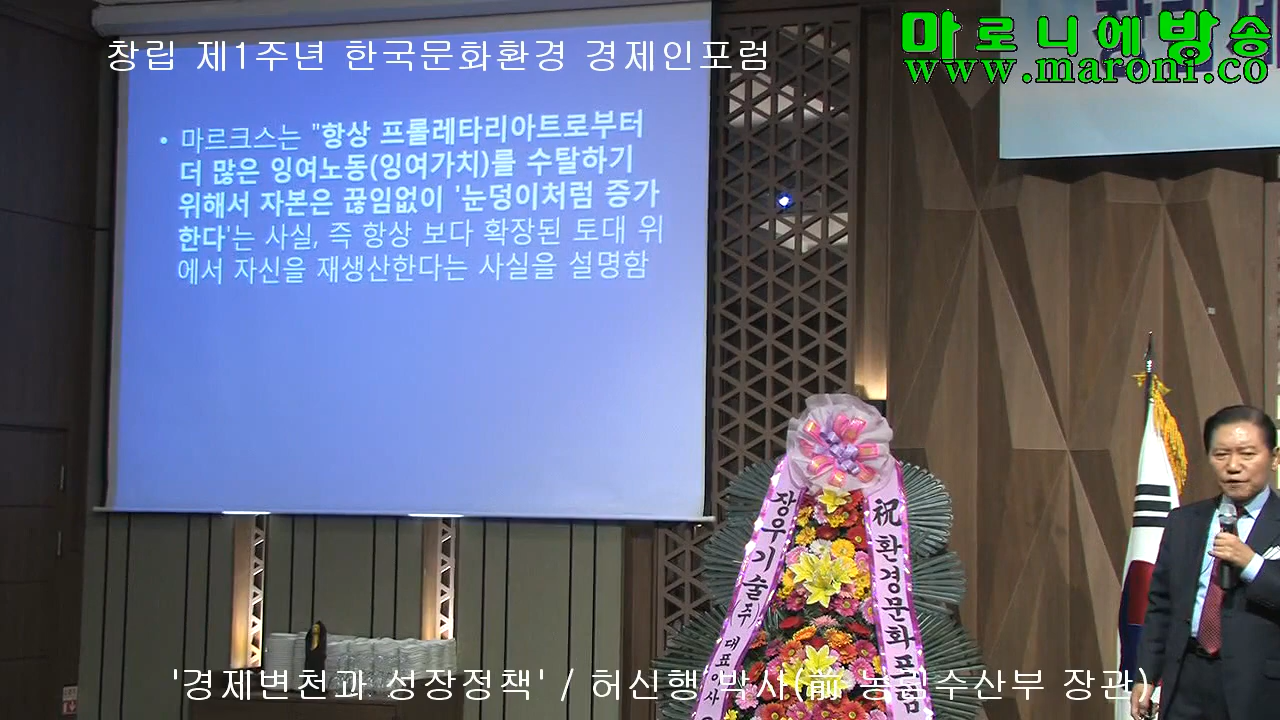 창립 제1주년 한국문화환경 경제인포럼
마로니에방송
www.maroni.co
• 마르크스는 "항상 프롤레타리아트로부터
더 많은 잉여노동(잉여가치)를 수탈하기
위해서 자본은 끊임없이 '눈덩이처럼 증가
한다'는 사실, 즉 항상 보다 확장된 토대 위
에서 자신을 재생산한다는 사실을 설명함
장우기술(주) 대표이사
祝 환경문화포럼
'경제변천과 성장정책' / 허신행 박사(前 농림수산부 장관)